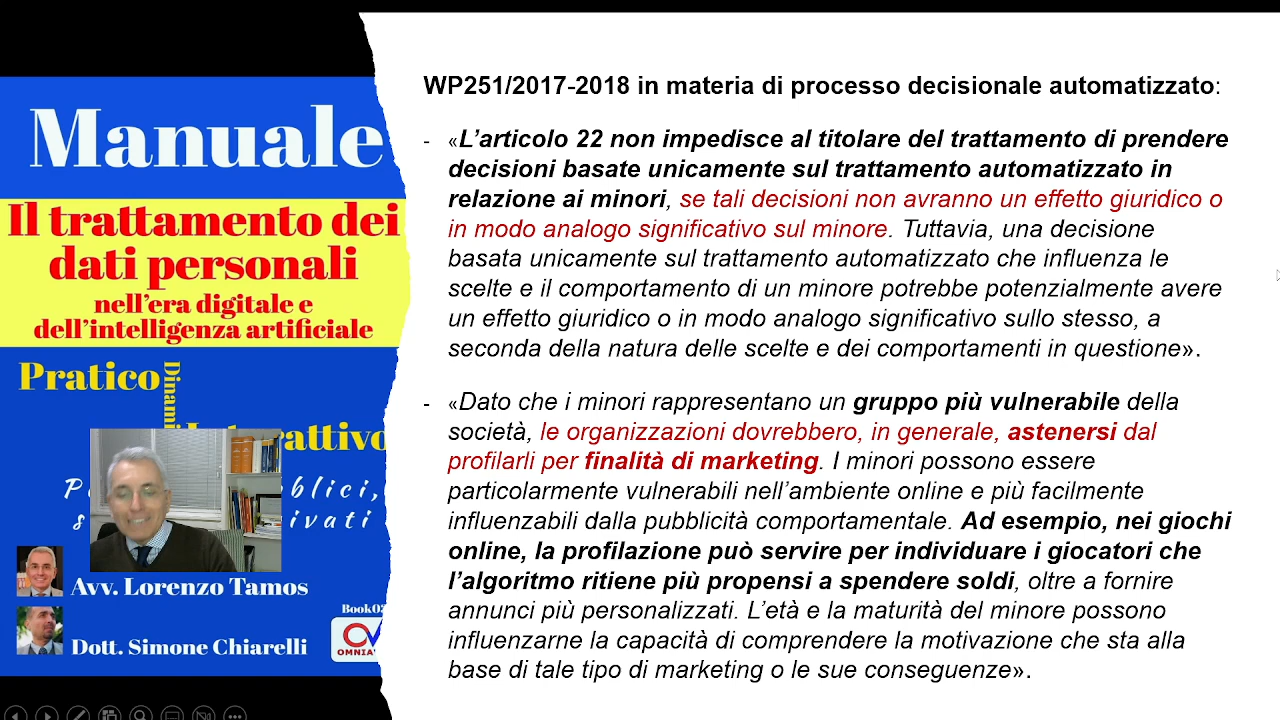 Manuale
Il trattamento dei
dati personali
nell'era digitale e
dell'intelligenza artificiale
Pratico
Avv. Lorenzo Tamos
Dott. Simone Chiarelli
WP251/2017-2018 in materia di processo decisionale automatizzato:
- «L'articolo 22 non impedisce al titolare del trattamento di prendere
decisioni basate unicamente sul trattamento automatizzato in
relazione ai minori, se tali decisioni non avranno un effetto giuridico o
in modo analogo significativo sul minore. Tuttavia, una decisione
basata unicamente sul trattamento automatizzato che influenza le
scelte e il comportamento di un minore potrebbe potenzialmente avere
un effetto giuridico o in modo analogo significativo sullo stesso, a
seconda della natura delle scelte e dei comportamenti in questione».
- «Dato che i minori rappresentano un gruppo più vulnerabile della
società, le organizzazioni dovrebbero, in generale, astenersi dal
profilarli per finalità di marketing. I minori possono essere
particolarmente vulnerabili nell'ambiente online e più facilmente
influenzabili dalla pubblicità comportamentale. Ad esempio, nei giochi
online, la profilazione può servire per individuare i giocatori che
l'algoritmo ritiene più propensi a spendere soldi, oltre a fornire
annunci più personalizzati. L'età e la maturità del minore possono
influenzarne la capacità di comprendere la motivazione che sta alla
base di tale tipo di marketing o le sue conseguenze».